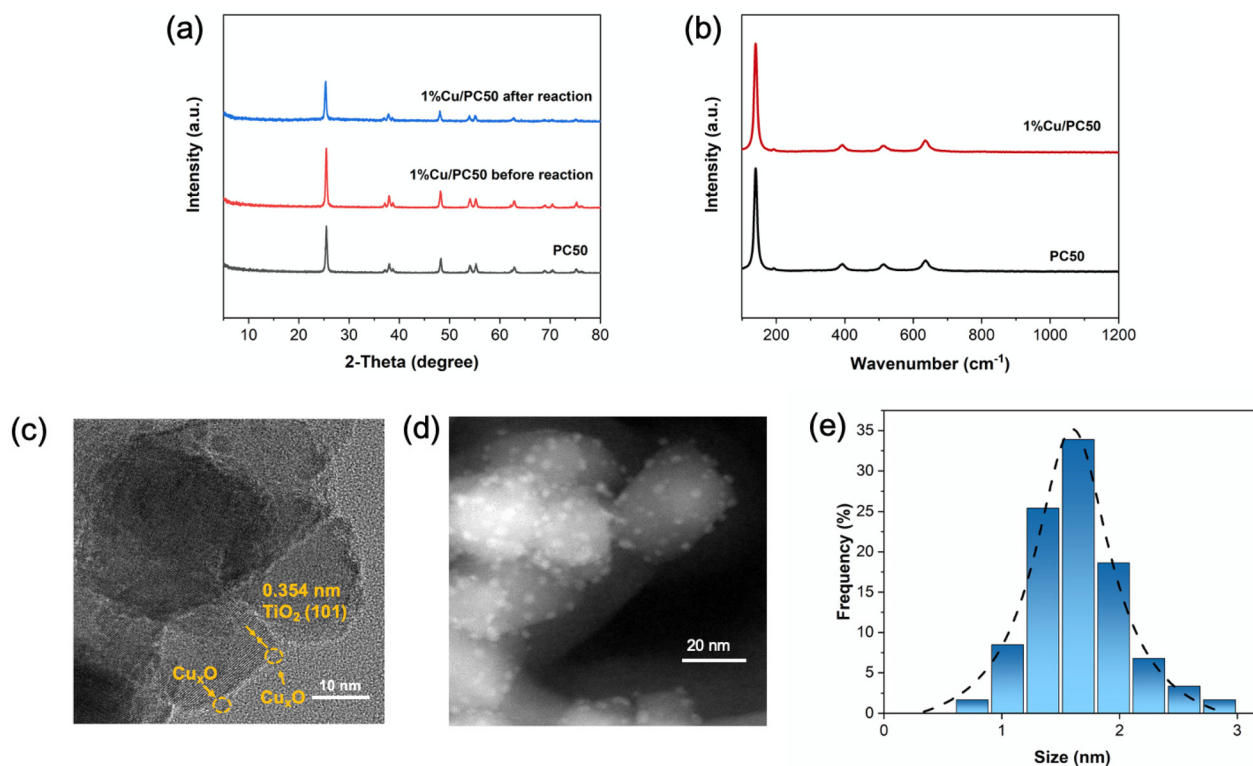 (a)
Intensity (a.u.)
1%Cu/PC50 after reaction
1%Cu/PC50 before reaction
PC50
10 20 30 40 50 60 70 80
2-Theta (degree)
(b)
Intensity (a.u.)
1%Cu/PC50
PC50
200 400 600 800 1000 1200
Wavenumber (cm⁻¹)
(c)
0.354 nm
TiO₂ (101)
CuₓO
CuₓO
10 nm
(d)
20 nm
(e)
Frequency (%)
35
30
25
20
15
10
5
0
0 1 2 3
Size (nm)